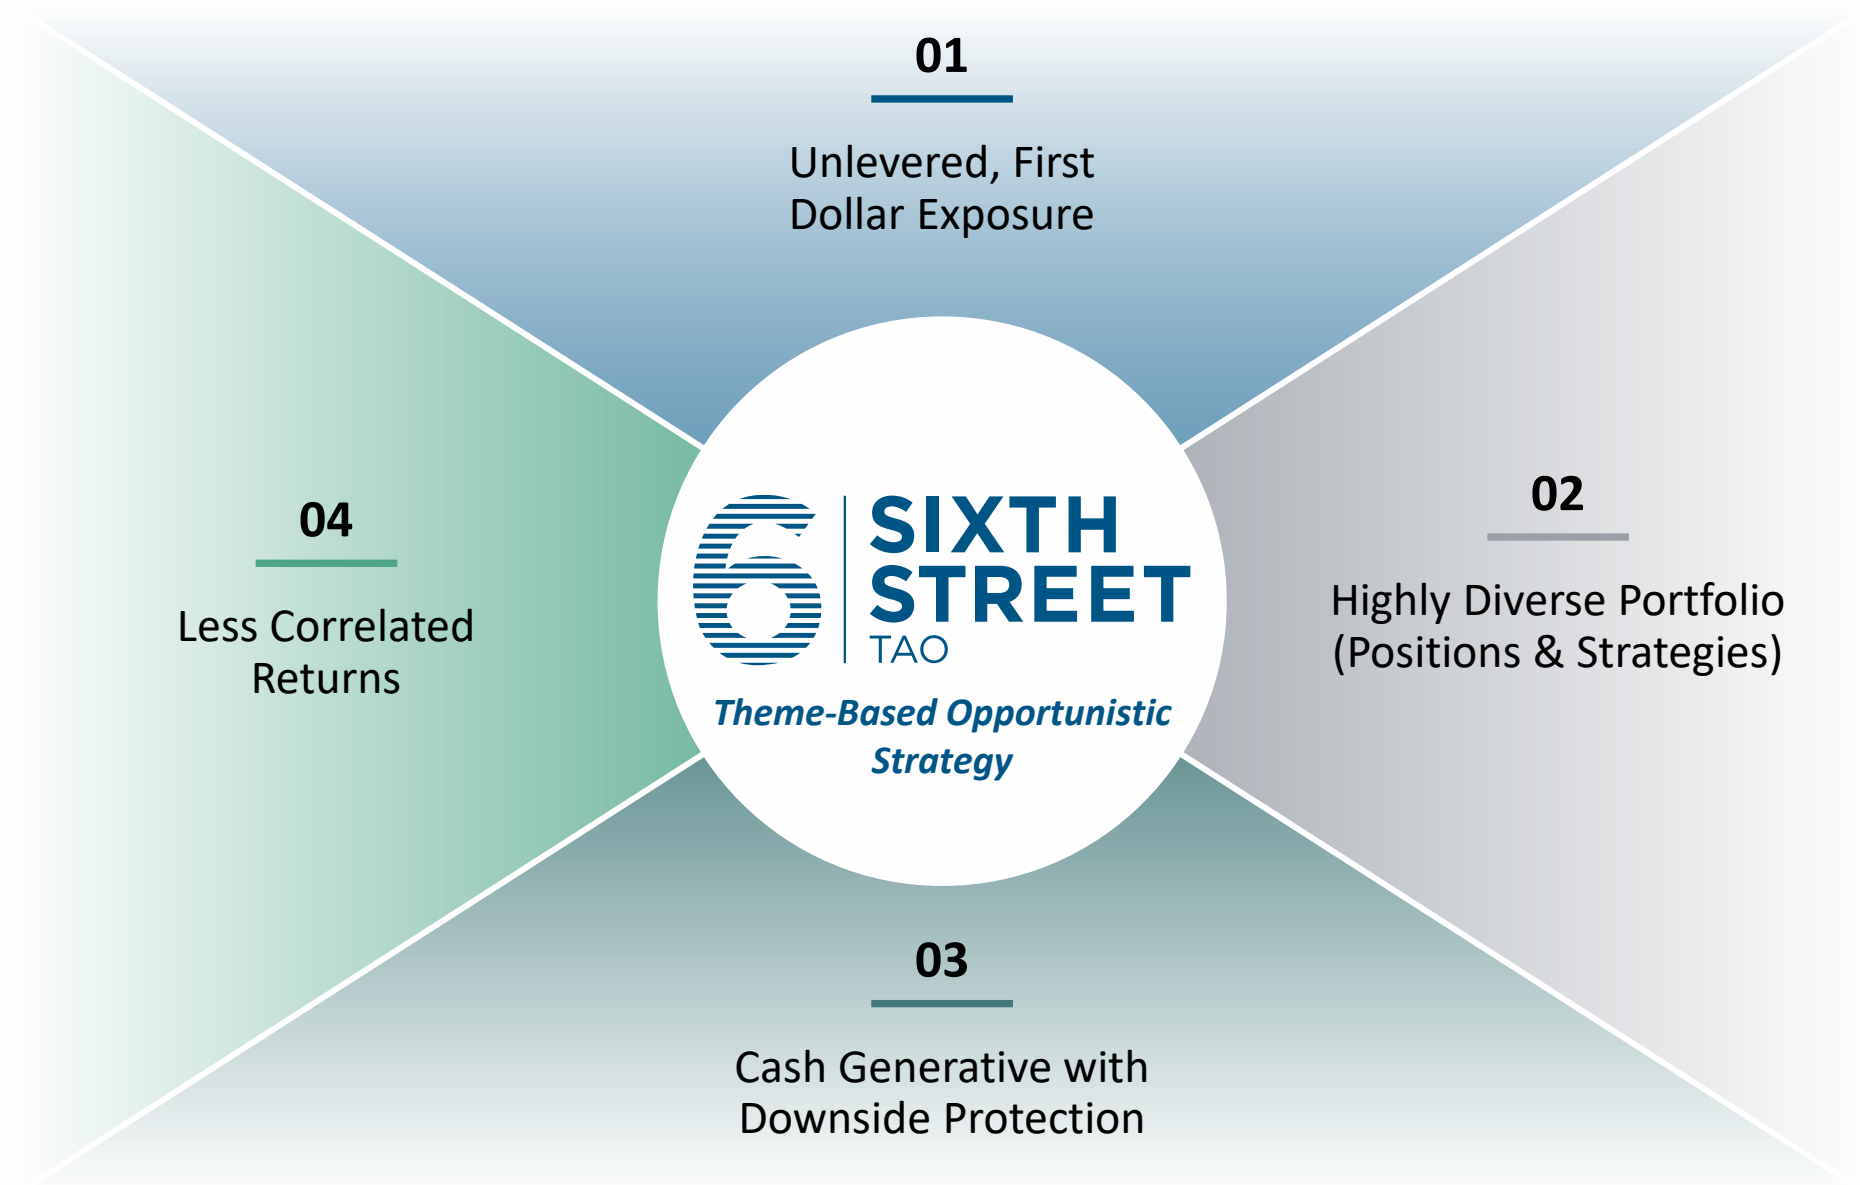 01
Unlevered, First
Dollar Exposure
04
Less Correlated
Returns
6
SIXTH
STREET
TAO
Theme-Based Opportunistic
Strategy
02
Highly Diverse Portfolio
(Positions & Strategies)
03
Cash Generative with
Downside Protection